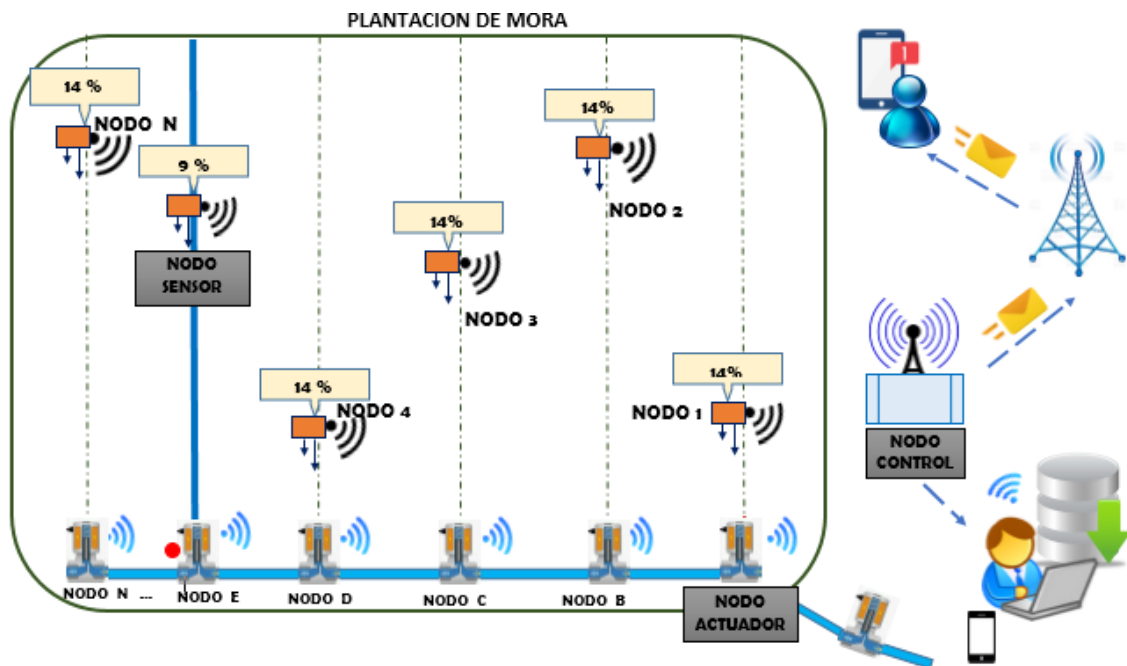 PLANTACION DE MORA
14 %
NODO N
9 %
NODO
SENSOR
14%
NODO 2
14%
NODO 3
14 %
NODO 4
14%
NODO 1
1
NODO
CONTROL
NODO N ...
NODO E
NODO D
NODO C
NODO B
NODO
ACTUADOR